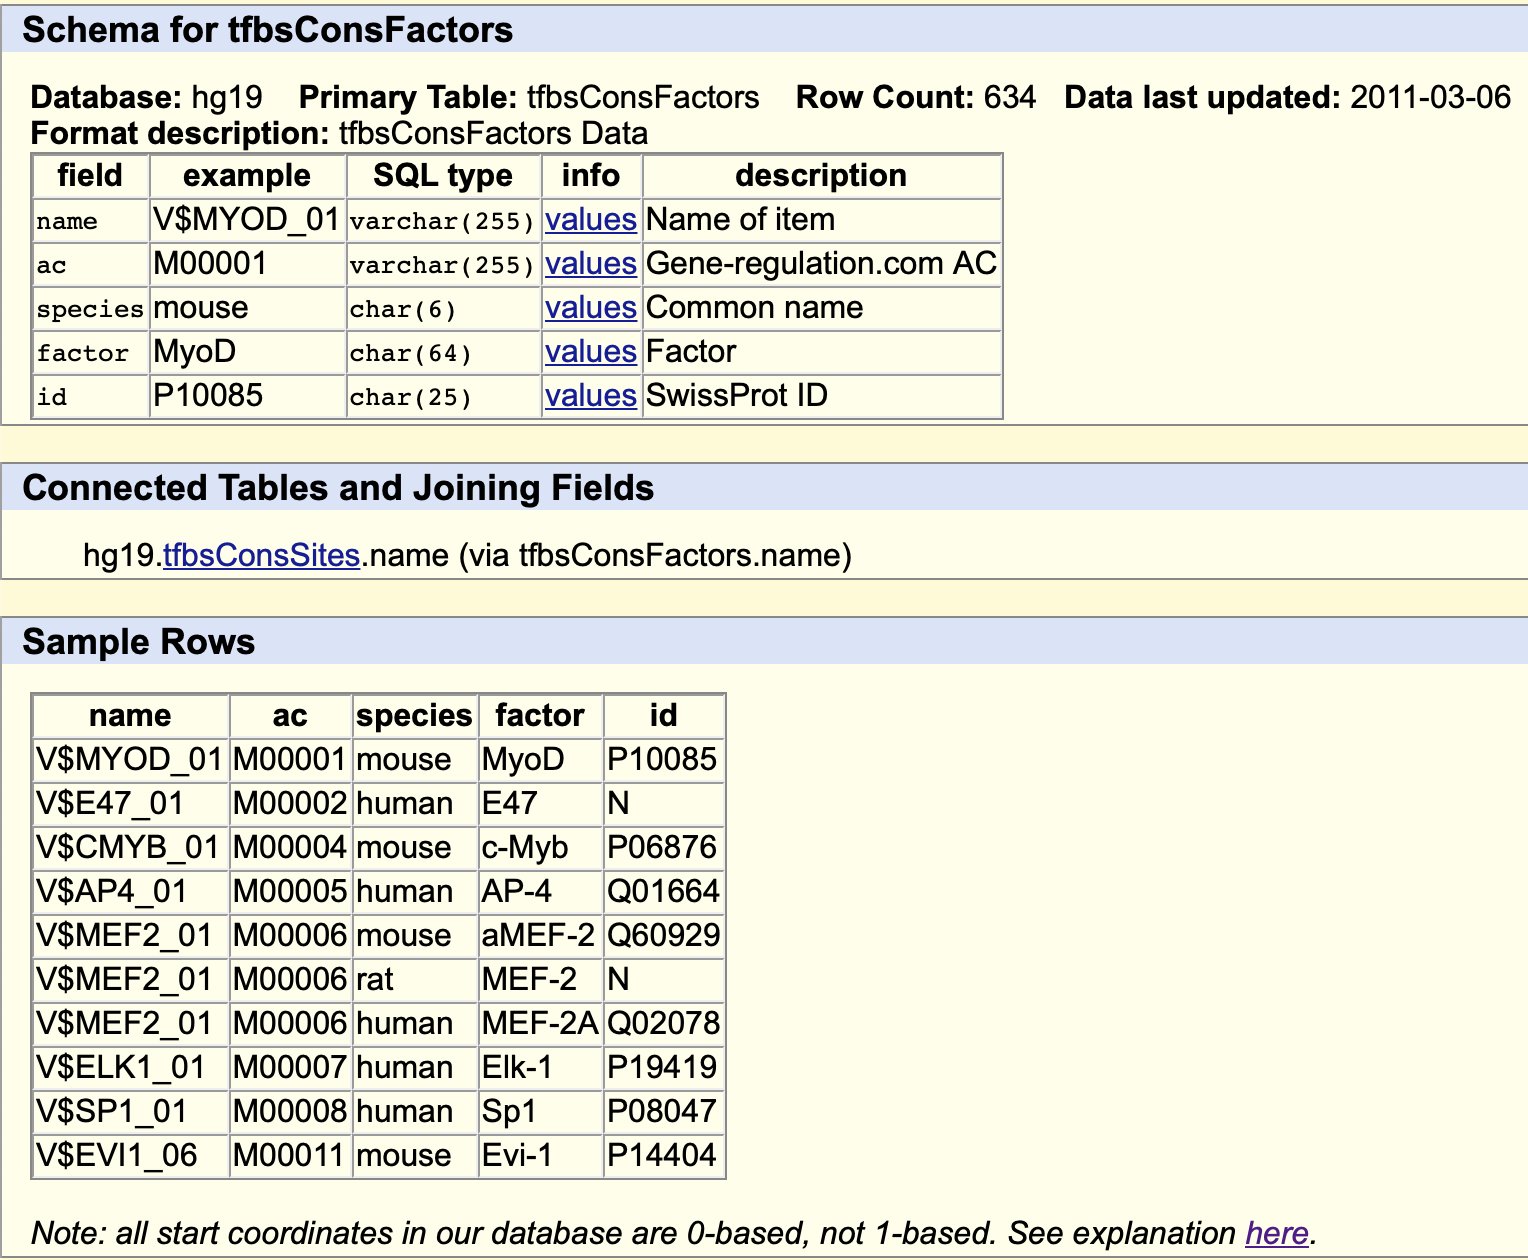 Schema for tfbsConsFactors
Database: hg19 Primary Table: tfbsConsFactors Row Count: 634 Data last updated: 2011-03-06
Format description: tfbsConsFactors Data
field example SQL type info description
name V$MYOD_01 varchar(255) values Name of item
ac M00001 varchar(255) values Gene-regulation.com AC
species mouse char(6) values Common name
factor MyoD char(64) values Factor
id P10085 char(25) values SwissProt ID
Connected Tables and Joining Fields
hg19.tfbsConsSites.name (via tfbsConsFactors.name)
Sample Rows
name ac species factor id
V$MYOD_01 M00001 mouse MyoD P10085
V$E47_01 M00002 human E47 N
V$CMYB_01 M00004 mouse c-Myb P06876
V$AP4_01 M00005 human AP-4 Q01664
V$MEF2_01 M00006 mouse aMEF-2 Q60929
V$MEF2_01 M00006 rat MEF-2 N
V$MEF2_01 M00006 human MEF-2A Q02078
V$ELK1_01 M00007 human Elk-1 P19419
V$SP1_01 M00008 human Sp1 P08047
V$EVI1_06 M00011 mouse Evi-1 P14404
Note: all start coordinates in our database are 0-based, not 1-based. See explanation here.